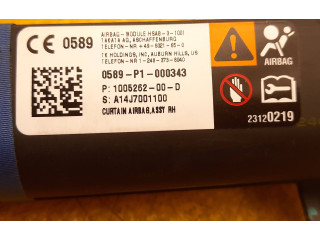 CE 0589
AIRBAG - MODULE HSAB-3-1001
TAKATA AG, ASCHAFFENBURG
TELEFON-NR + 49-6021-65-0
TK HOLDINGS, INC, AUBURN HILLS, US
TELEFON-NR 1-248-373-8040
0589-P1-000343
P: 1005262-00-D
S: A14J7001100
CURTAIN AIRBAG,ASSY RH
23120219